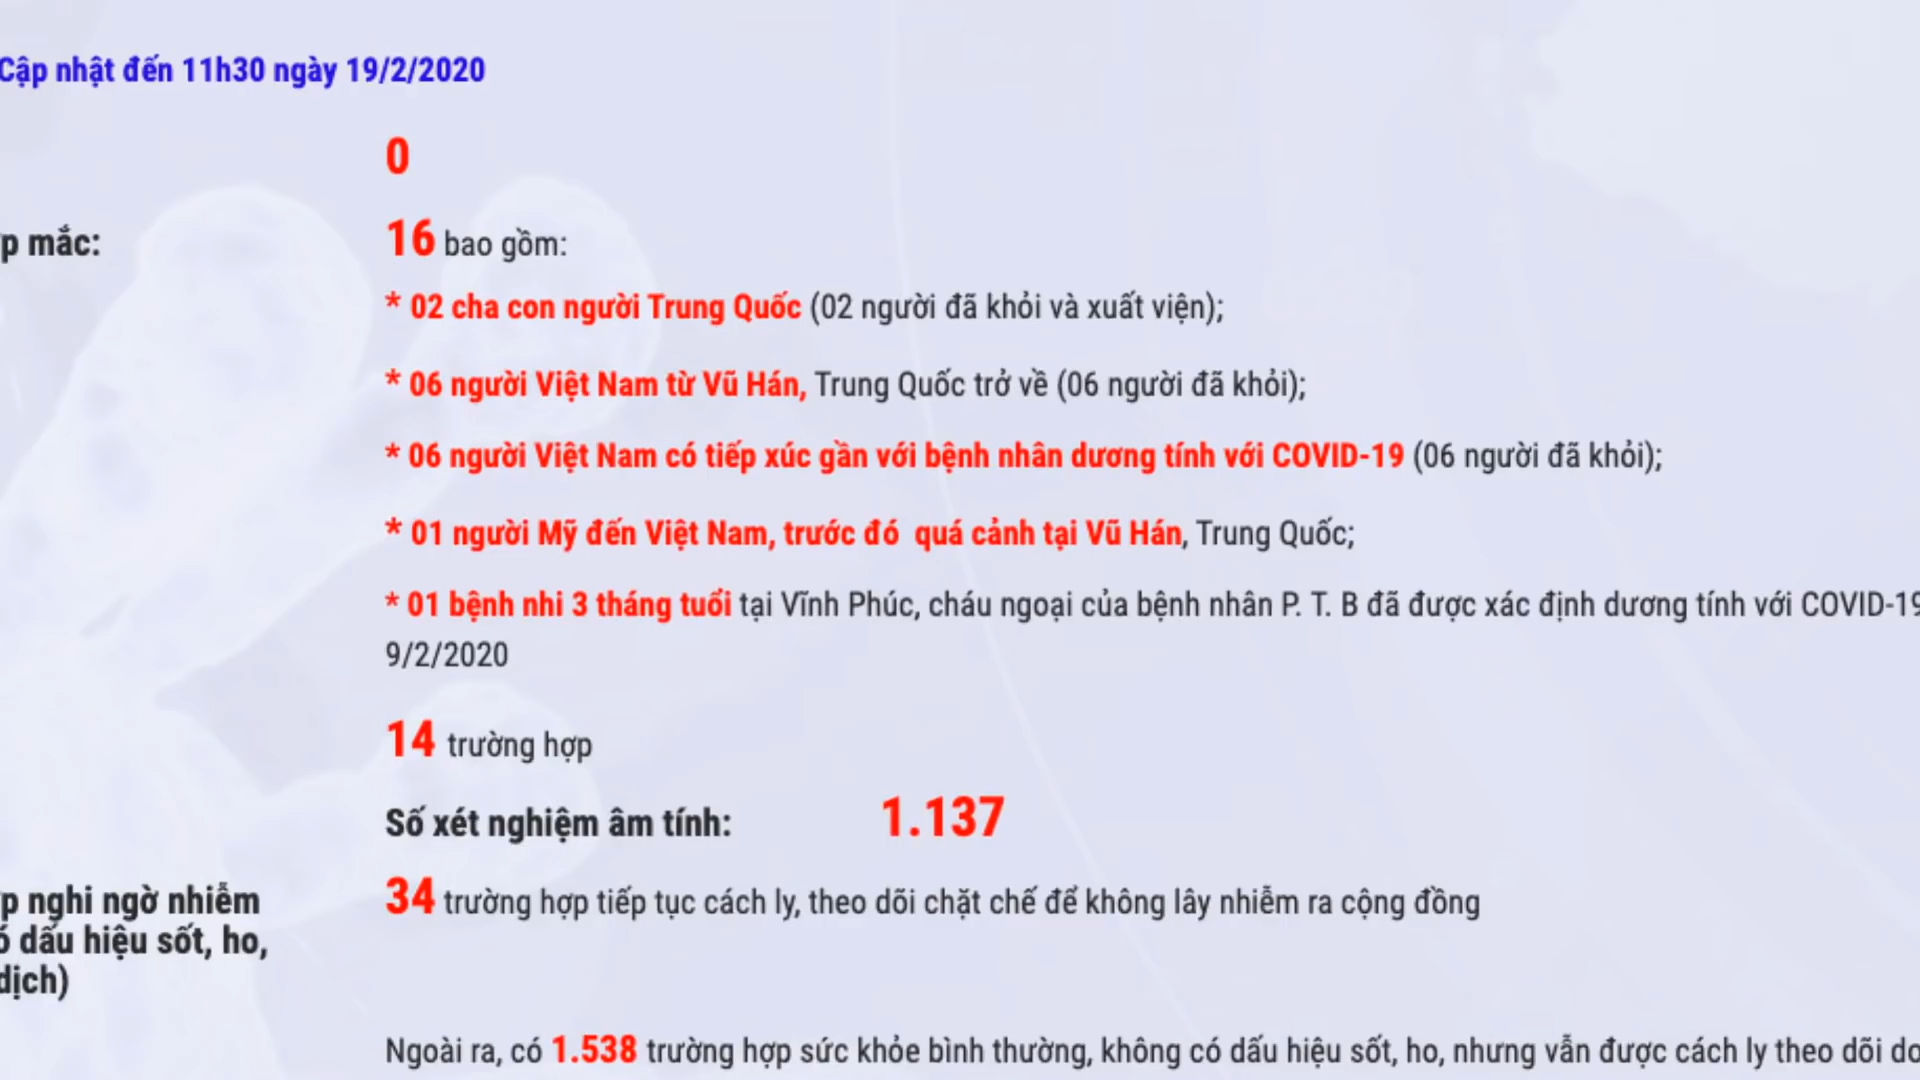 Cập nhật đến 11h30 ngày 19/2/2020
0
mắc: 16 bao gồm:
* 02 cha con người Trung Quốc (02 người đã khỏi và xuất viện);
* 06 người Việt Nam từ Vũ Hán, Trung Quốc trở về (06 người đã khỏi);
* 06 người Việt Nam có tiếp xúc gần với bệnh nhân dương tính với COVID-19 (06 người đã khỏi);
* 01 người Mỹ đến Việt Nam, trước đó quá cảnh tại Vũ Hán, Trung Quốc;
* 01 bệnh nhi 3 tháng tuổi tại Vĩnh Phúc, cháu ngoại của bệnh nhân P. T. B đã được xác định dương tính với COVID-19
9/2/2020
14 trường hợp
Số xét nghiệm âm tính: 1.137
nghi ngờ nhiễm 34 trường hợp tiếp tục cách ly, theo dõi chặt chẽ để không lây nhiễm ra cộng đồng
dấu hiệu sốt, ho,
dịch)
Ngoài ra, có 1.538 trường hợp sức khỏe bình thường, không có dấu hiệu sốt, ho, nhưng vẫn được cách ly theo dõi